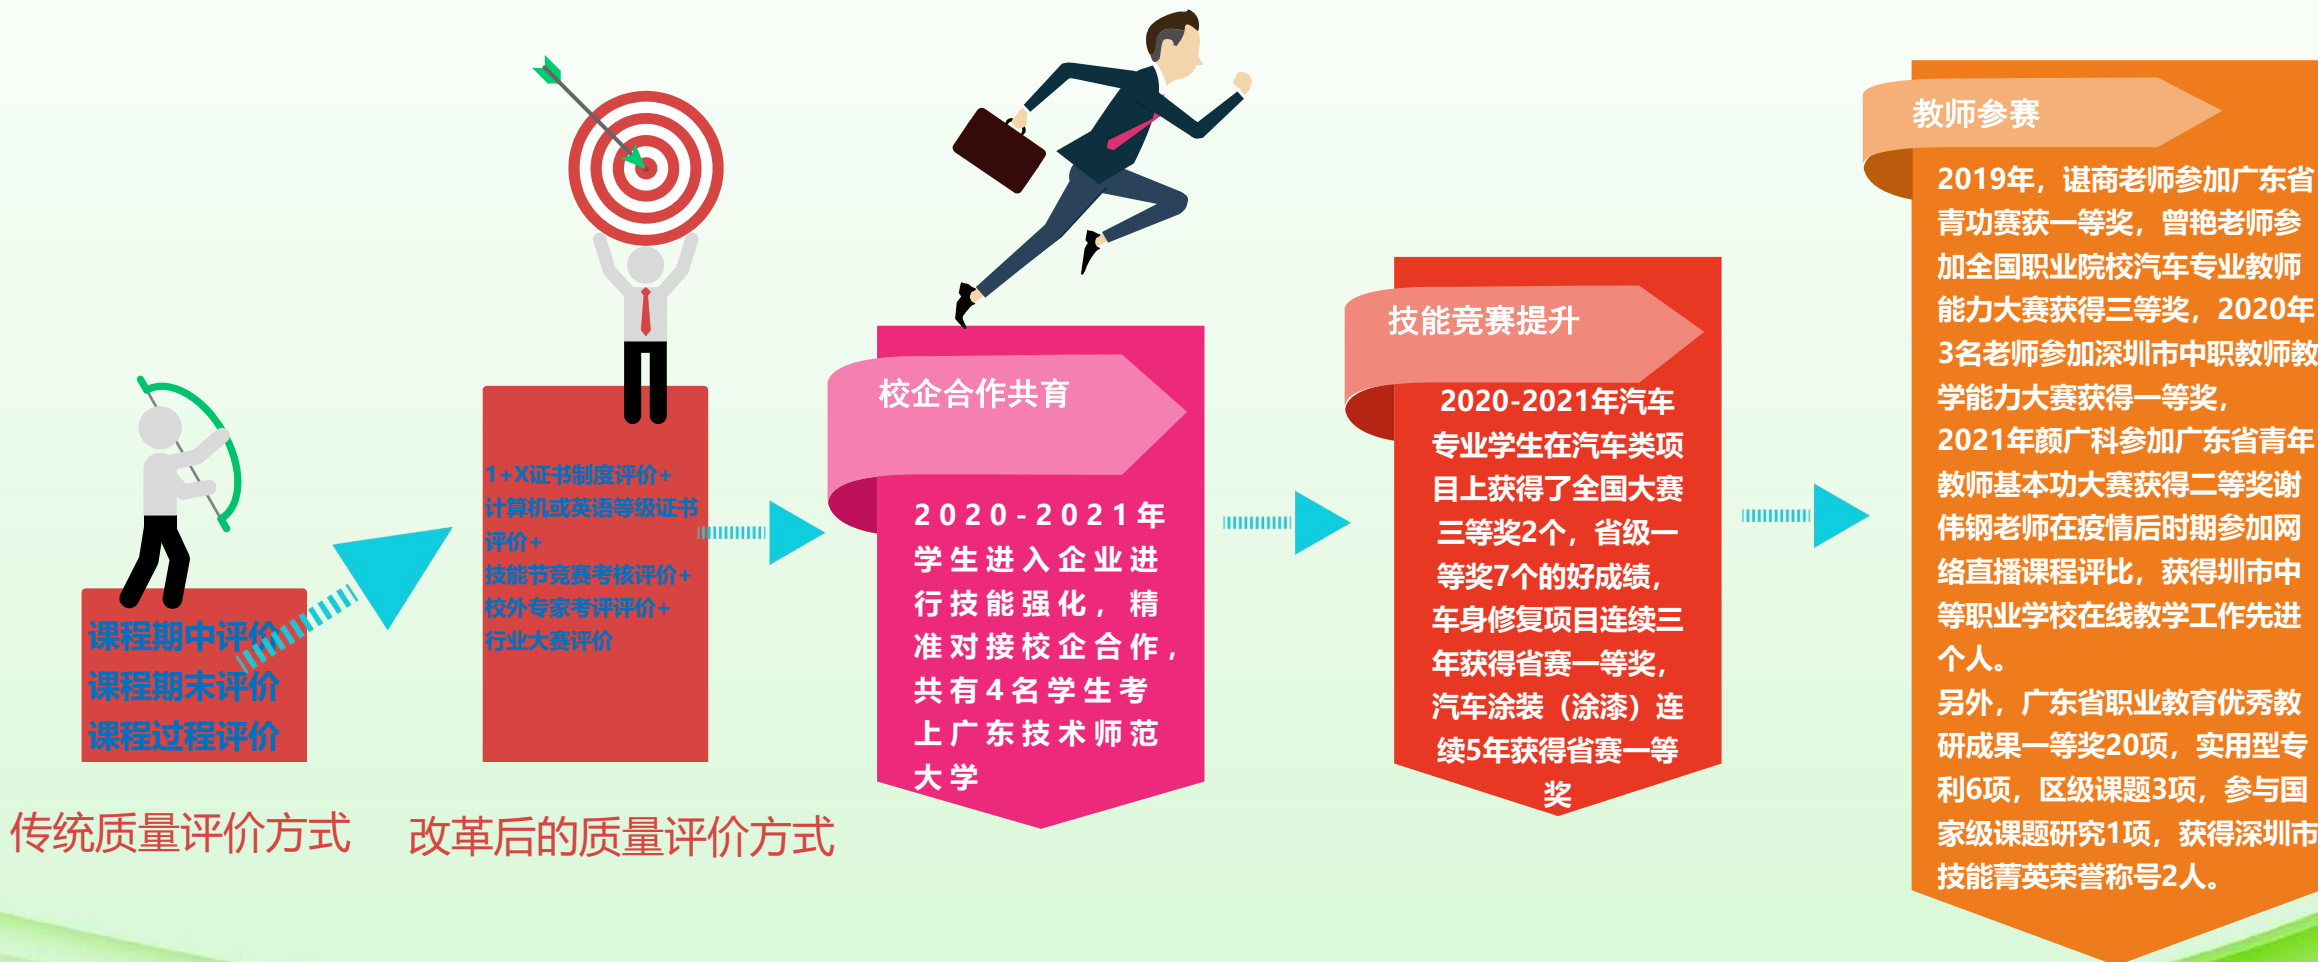 课程期中评价
课程期末评价
课程过程评价
传统质量评价方式
1+X证书制度评价+
计算机或英语等级证书
评价+
技能节竞赛考核评价+
校外专家考评评价+
行业大赛评价
改革后的质量评价方式
校企合作共育
2020-2021年
学生进入企业进
行技能强化，精
准对接校企合作，
共有4名学生考
上广东技术师范
大学
技能竞赛提升
2020-2021年汽车
专业学生在汽车类项
目上获得了全国大赛
三等奖2个，省级一
等奖7个的好成绩，
车身修复项目连续三
年获得省赛一等奖，
汽车涂装（涂漆）连
续5年获得省赛一等
奖
教师参赛
2019年，谌商老师参加广东省
青功赛获一等奖，曾艳老师参
加全国职业院校汽车专业教师
能力大赛获得三等奖，2020年
3名老师参加深圳市中职教师教
学能力大赛获得一等奖，
2021年颜广科参加广东省青年
教师基本功大赛获得二等奖谢
伟钢老师在疫情后时期参加网
络直播课程评比，获得圳市中
等职业学校在线教学工作先进
个人。
另外，广东省职业教育优秀教
研成果一等奖20项，实用型专
利6项，区级课题3项，参与国
家级课题研究1项，获得深圳市
技能菁英荣誉称号2人。